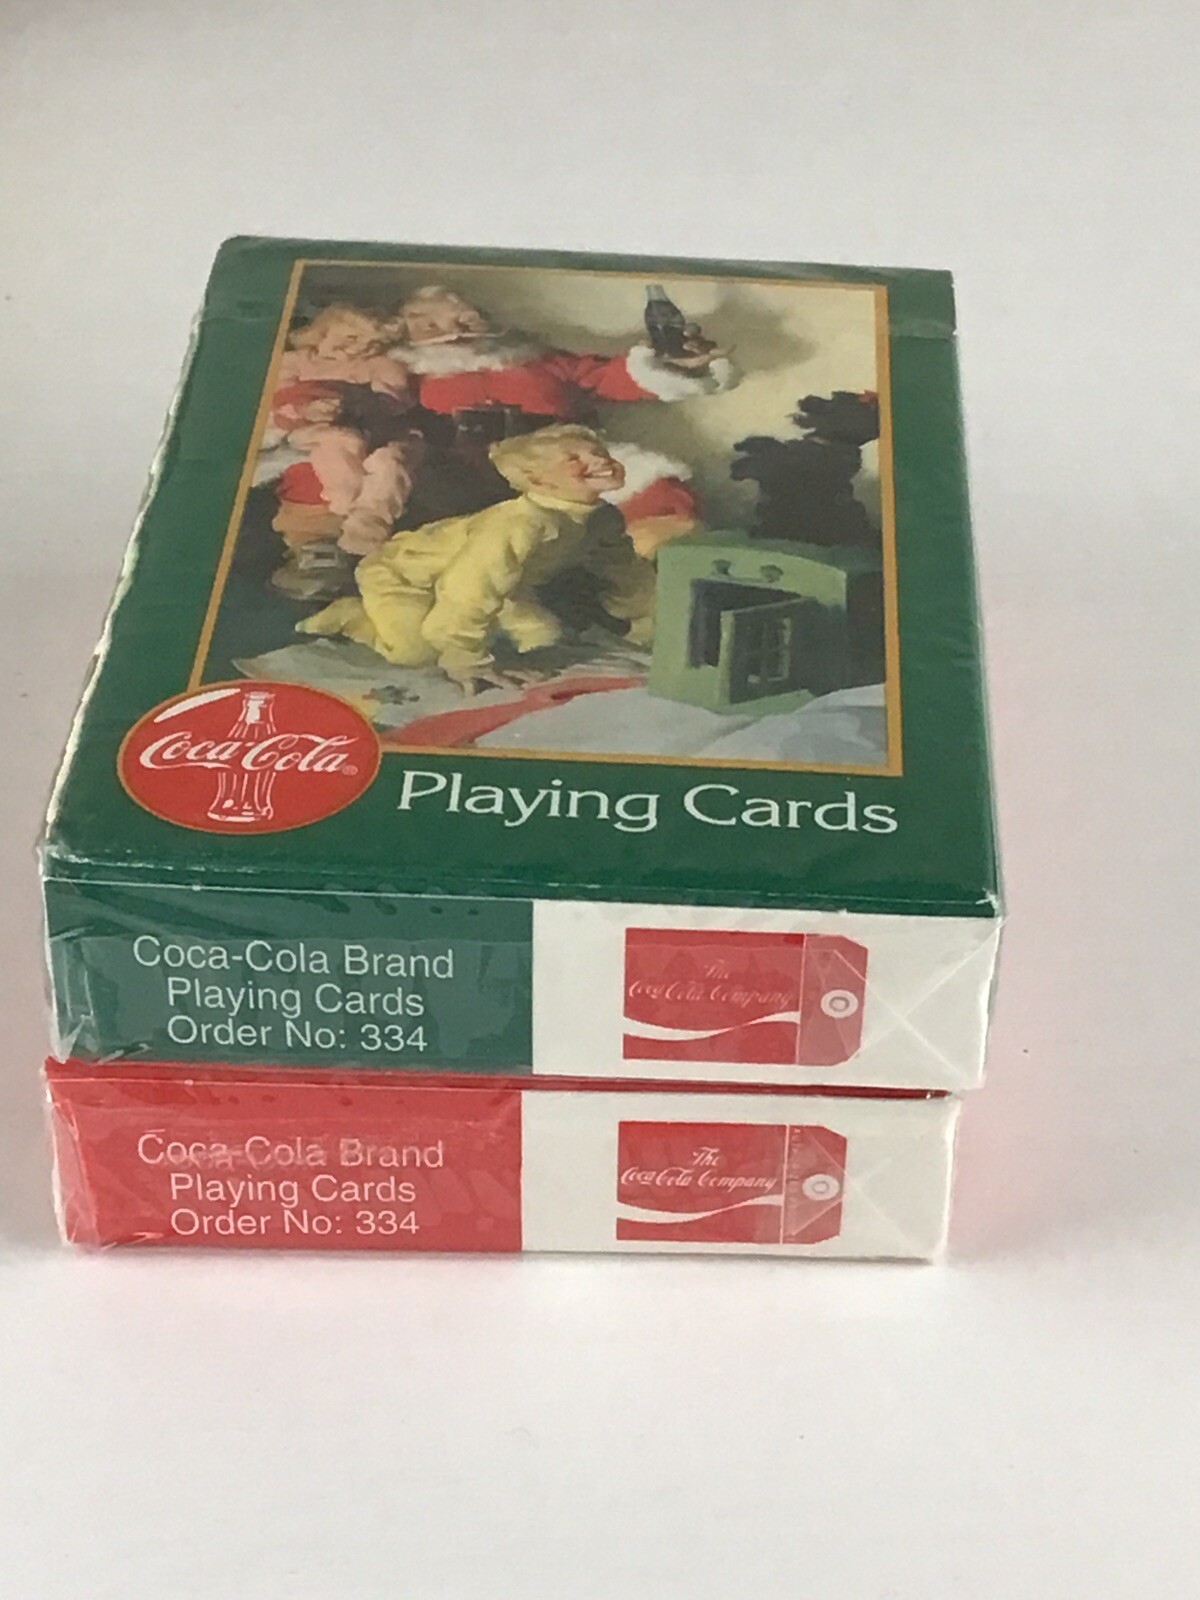 Coca-Cola®
Playing Cards
Coca-Cola Brand
Playing Cards
Order No: 334
The
Coca-Cola Company
Coca-Cola Brand
Playing Cards
Order No: 334
The
Coca-Cola Company